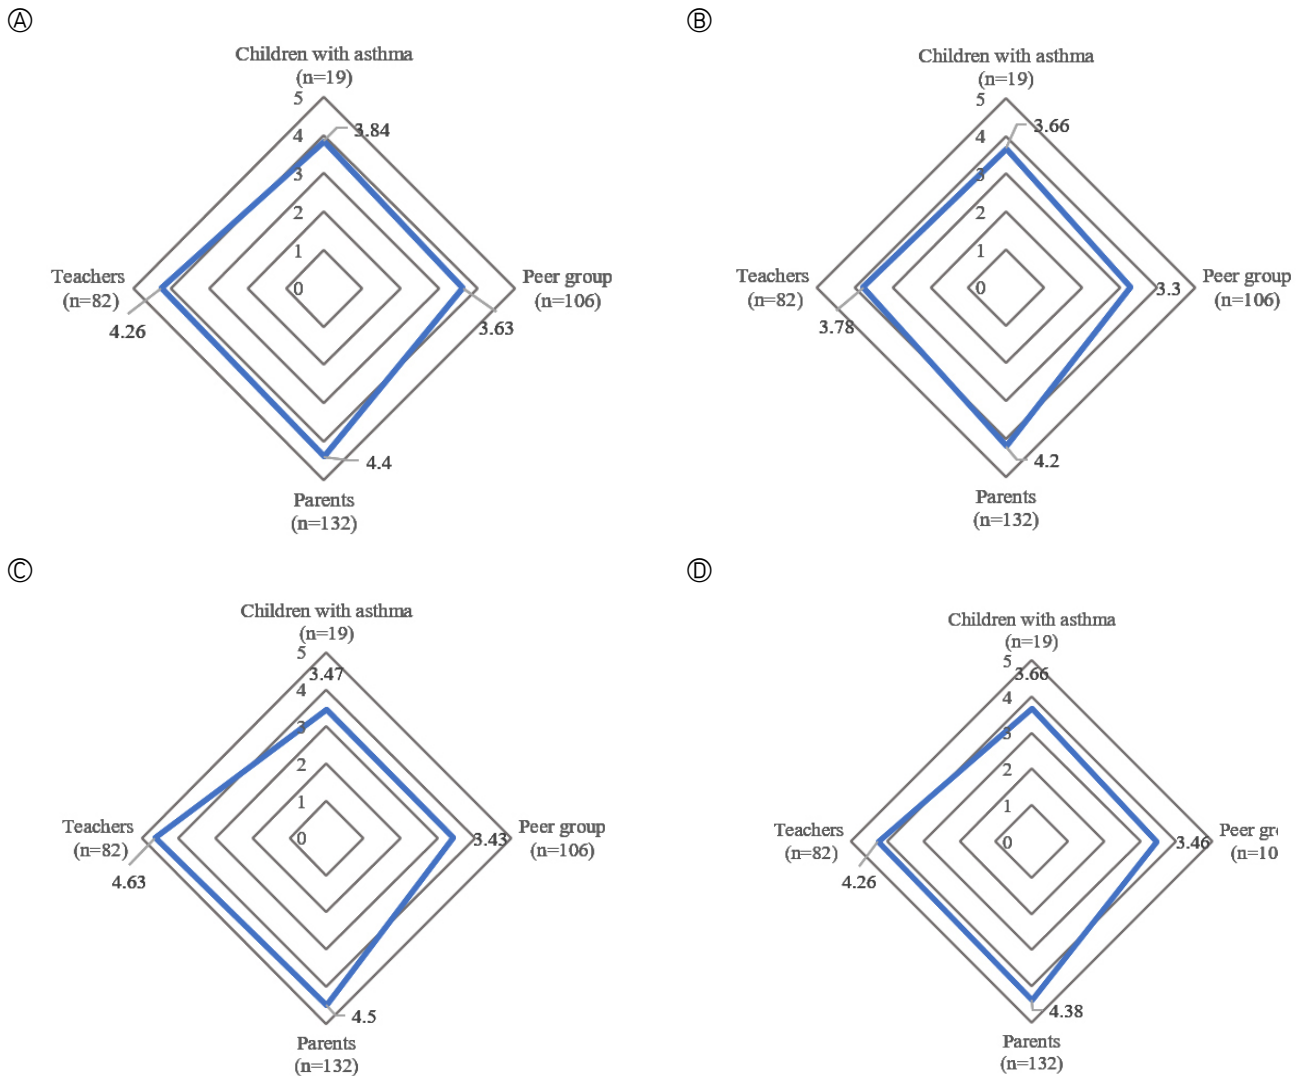 Ⓐ
Children with asthma
(n=19)
5
3.84
4
3
2
1
0
Teachers
(n=82)
4.26
Peer group
(n=106)
3.63
4.4
Parents
(n=132)
Ⓑ
Children with asthma
(n=19)
5
3.66
4
3
2
1
0
Teachers
(n=82)
3.78
3.3
Peer group
(n=106)
4.2
Parents
(n=132)
Ⓒ
Children with asthma
(n=19)
5
3.47
4
3
2
1
0
Teachers
(n=82)
4.63
3.43
Peer group
(n=106)
4.5
Parents
(n=132)
Ⓓ
Children with asthma
(n=19)
5
3.66
4
3
2
1
0
Teachers
(n=82)
4.26
3.46
Peer gr
(n=10
4.38
Parents
(n=132)